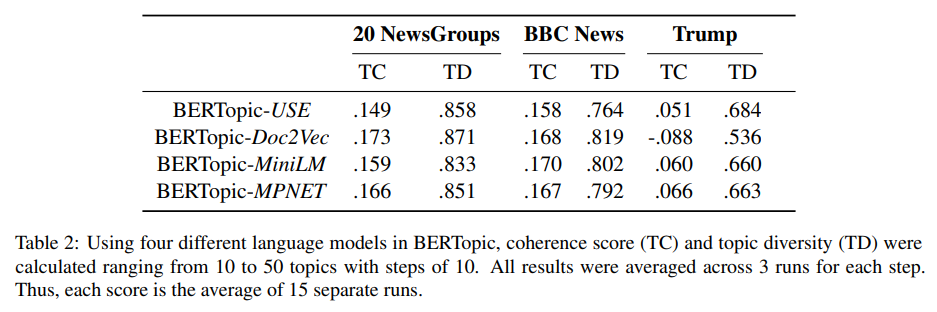 20 NewsGroups BBC News Trump
TC TD TC TD TC TD
BERTopic-USE .149 .858 .158 .764 .051 .684
BERTopic-Doc2Vec .173 .871 .168 .819 -.088 .536
BERTopic-MiniLM .159 .833 .170 .802 .060 .660
BERTopic-MPNET .166 .851 .167 .792 .066 .663
Table 2: Using four different language models in BERTopic, coherence score (TC) and topic diversity (TD) were
calculated ranging from 10 to 50 topics with steps of 10. All results were averaged across 3 runs for each step.
Thus, each score is the average of 15 separate runs.